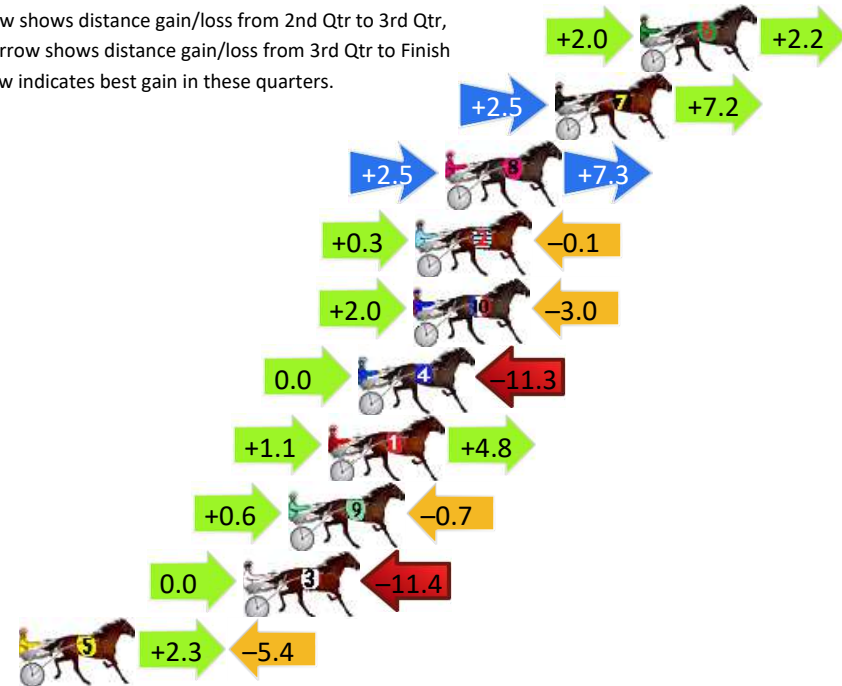 w shows distance gain/loss from 2nd Qtr to 3rd Qtr,
rrow shows distance gain/loss from 3rd Qtr to Finish
w indicates best gain in these quarters.
+2.0 +2.2
+2.5 7 +7.2
+2.5 8 +7.3
+0.3 2 –0.1
+2.0 10 –3.0
0.0 4 –11.3
+1.1 1 +4.8
+0.6 9 –0.7
0.0 3 –11.4
5 +2.3 –5.4